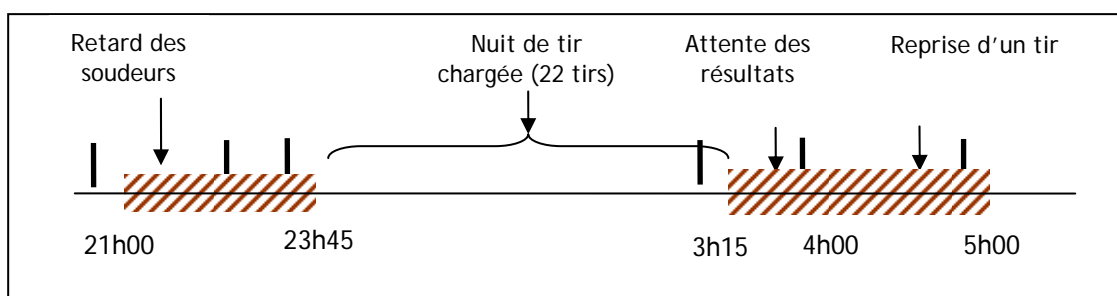 Retard des
soudeurs
Nuit de tir
chargée (22 tirs)
Attente des
résultats
Reprise d'un tir
21h00
23h45
3h15
4h00
5h00